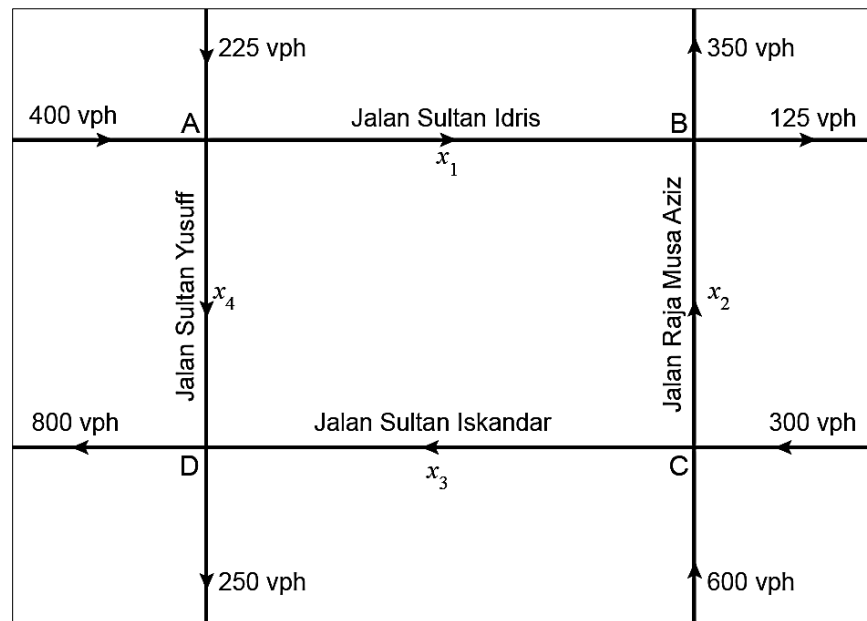 225 vph
350 vph
400 vph
A
Jalan Sultan Idris
B
125 vph
x1
Jalan Sultan Yusuff
x4
Jalan Raja Musa Aziz
x2
800 vph
Jalan Sultan Iskandar
300 vph
D
x3
C
250 vph
600 vph